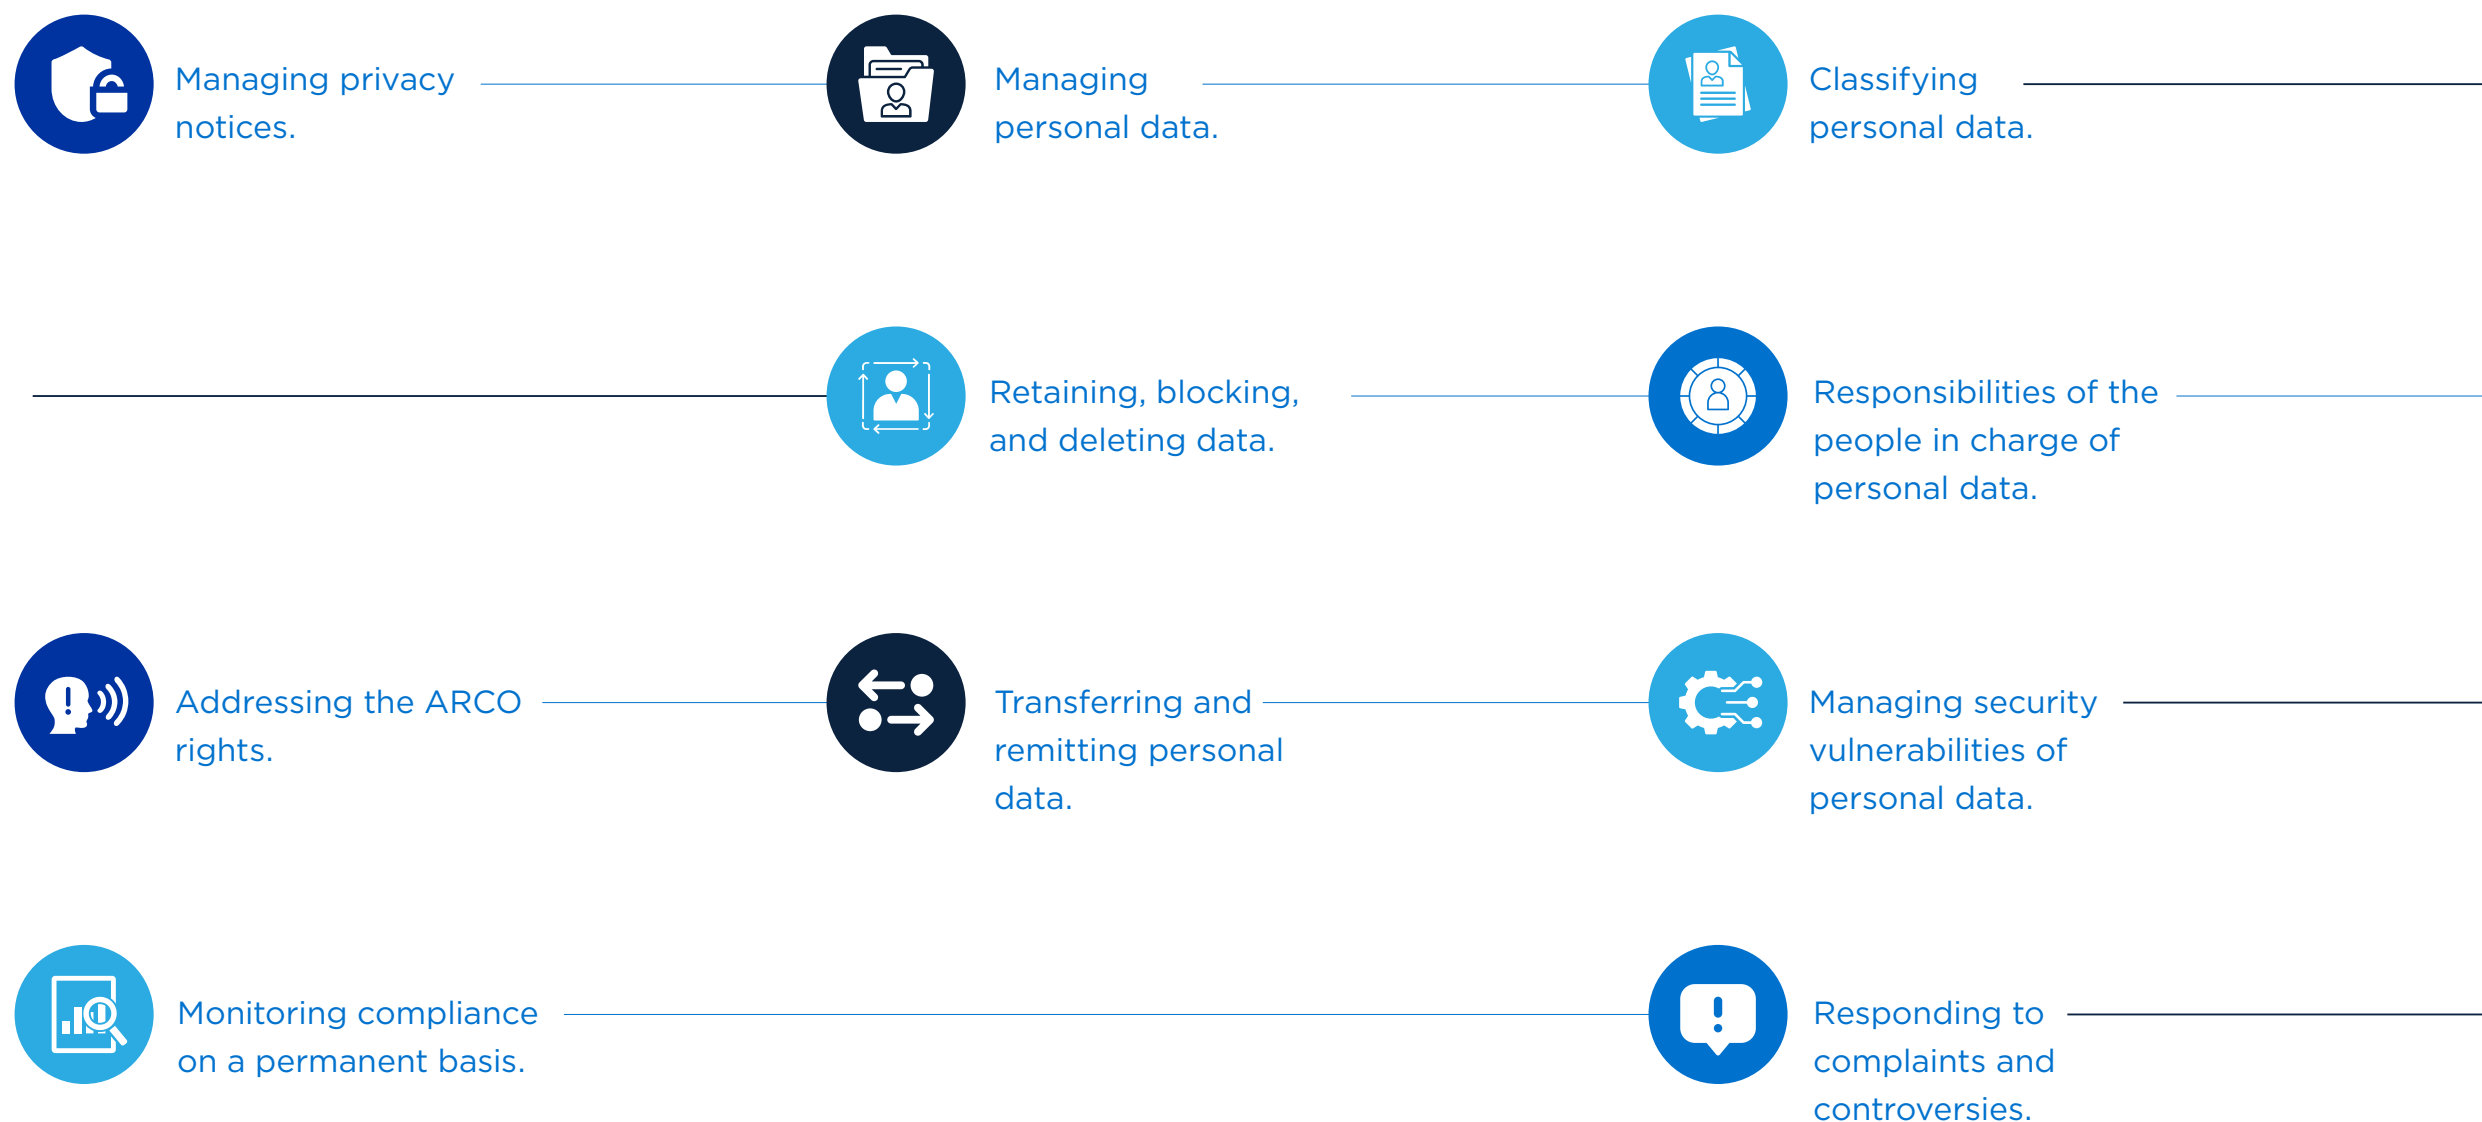 Managing privacy
notices.
Managing
personal data.
Classifying
personal data.
Retaining, blocking,
and deleting data.
Responsibilities of the
people in charge of
personal data.
Addressing the ARCO
rights.
Transferring and
remitting personal
data.
Managing security
vulnerabilities of
personal data.
Monitoring compliance
on a permanent basis.
Responding to
complaints and
controversies.